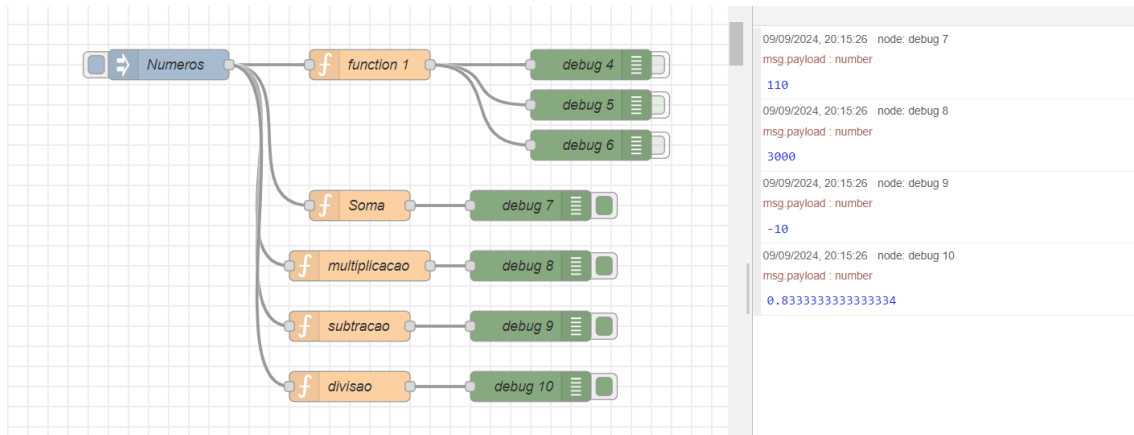 Numeros
function 1
debug 4
debug 5
debug 6
Soma
debug 7
multiplicacao
debug 8
subtracao
debug 9
divisao
debug 10
09/09/2024, 20:15:26 node: debug 7
msg.payload : number
110
09/09/2024, 20:15:26 node: debug 8
msg.payload : number
3000
09/09/2024, 20:15:26 node: debug 9
msg.payload : number
-10
09/09/2024, 20:15:26 node: debug 10
msg.payload : number
0.8333333333333334